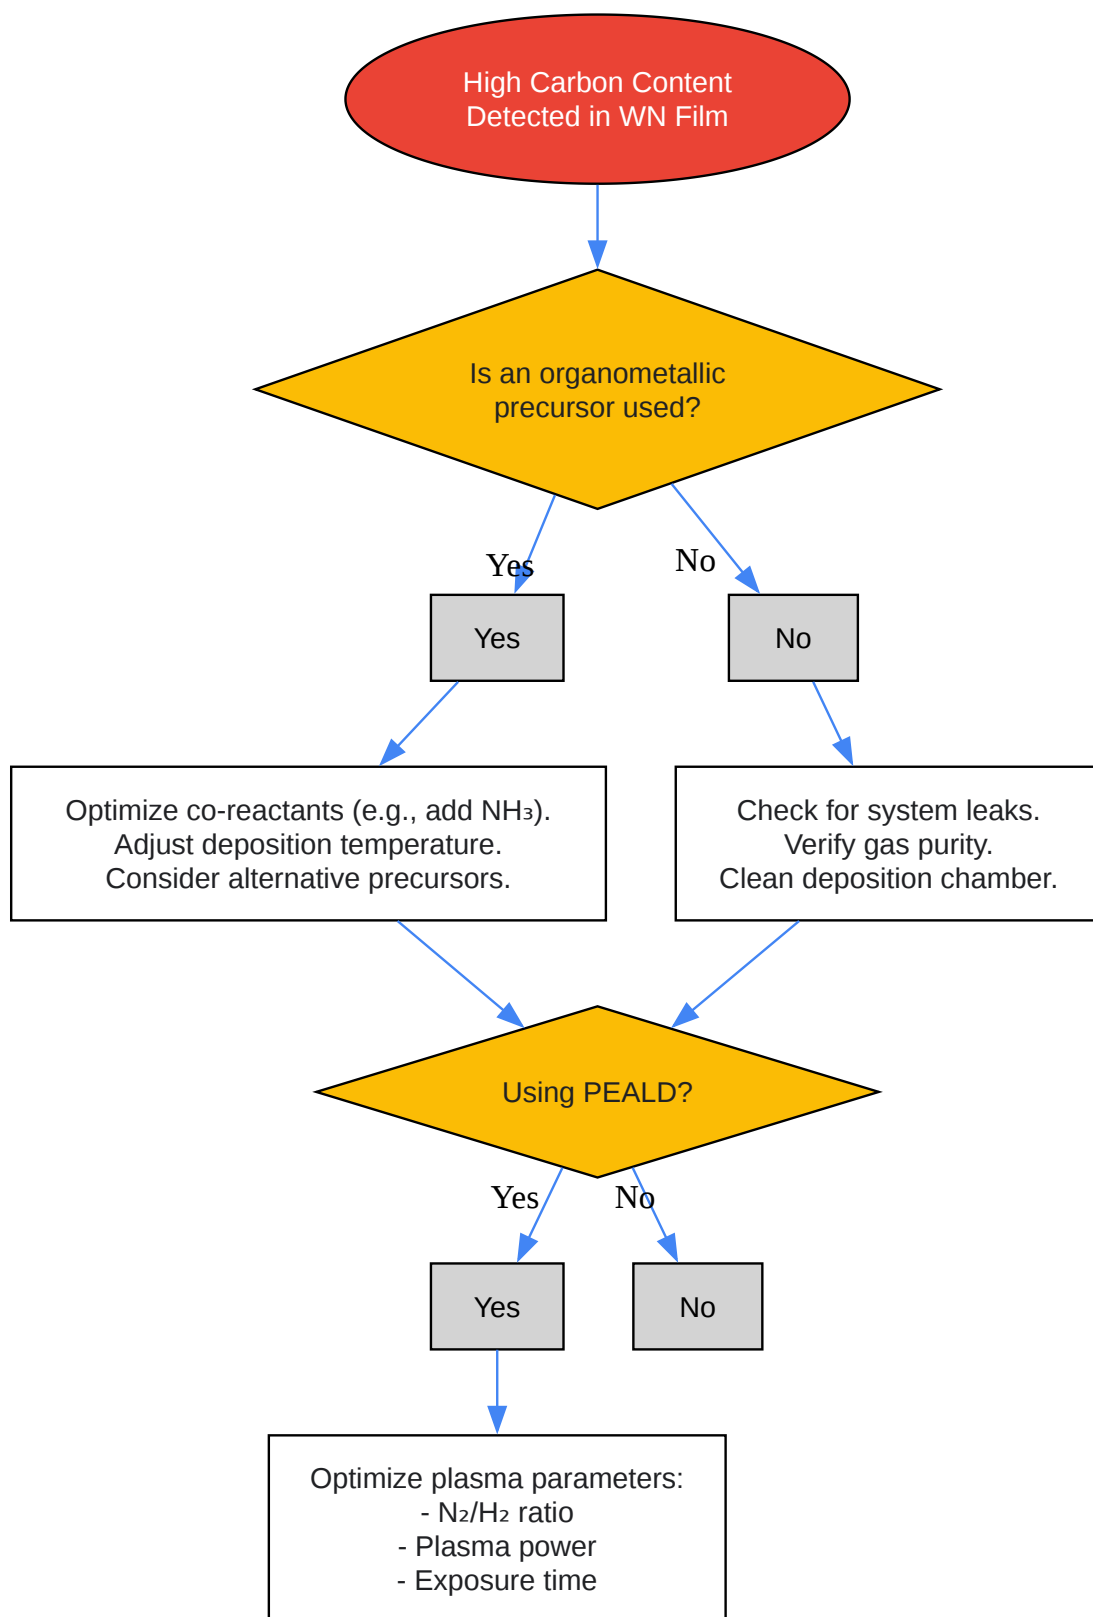 High Carbon Content
Detected in WN Film
Is an organometallic
precursor used?
Yes
No
Yes
No
Optimize co-reactants (e.g., add NH₃).
Adjust deposition temperature.
Consider alternative precursors.
Check for system leaks.
Verify gas purity.
Clean deposition chamber.
Using PEALD?
Yes
No
Yes
No
Optimize plasma parameters:
- N₂/H₂ ratio
- Plasma power
- Exposure time